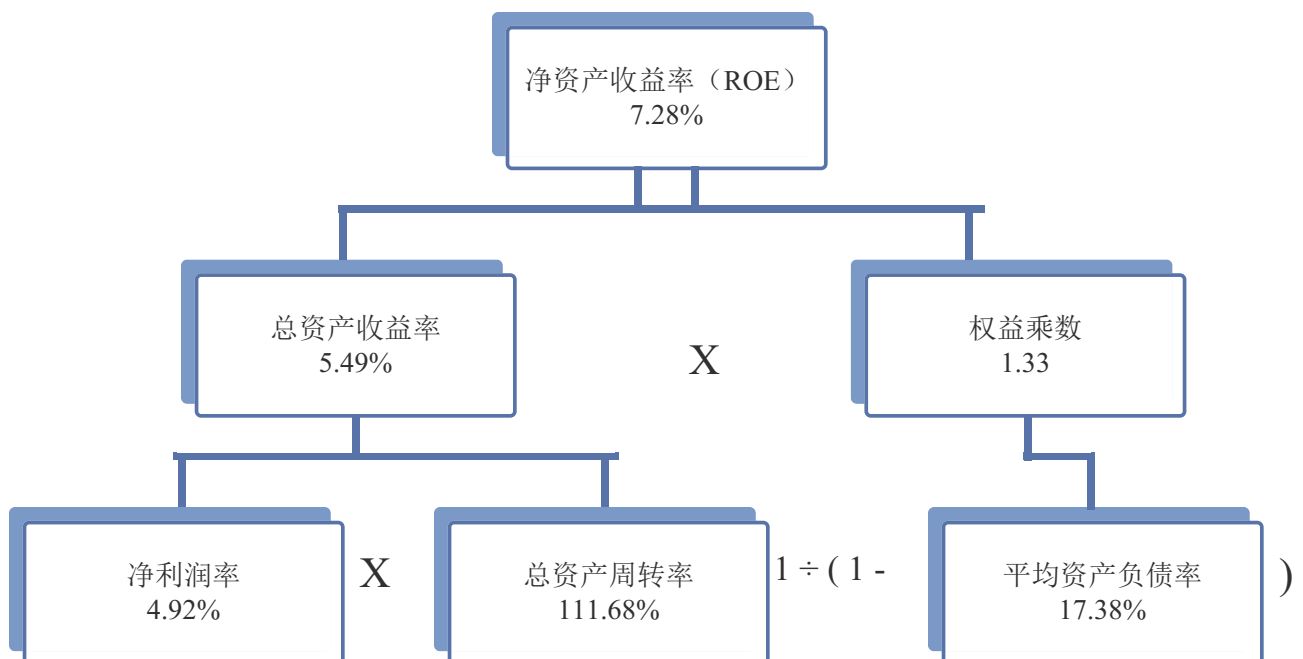 净资产收益率（ROE）
7.28%
总资产收益率
5.49%
X
权益乘数
1.33
净利润率
4.92%
X
总资产周转率
111.68%
1 ÷ ( 1 -
平均资产负债率
17.38%
)